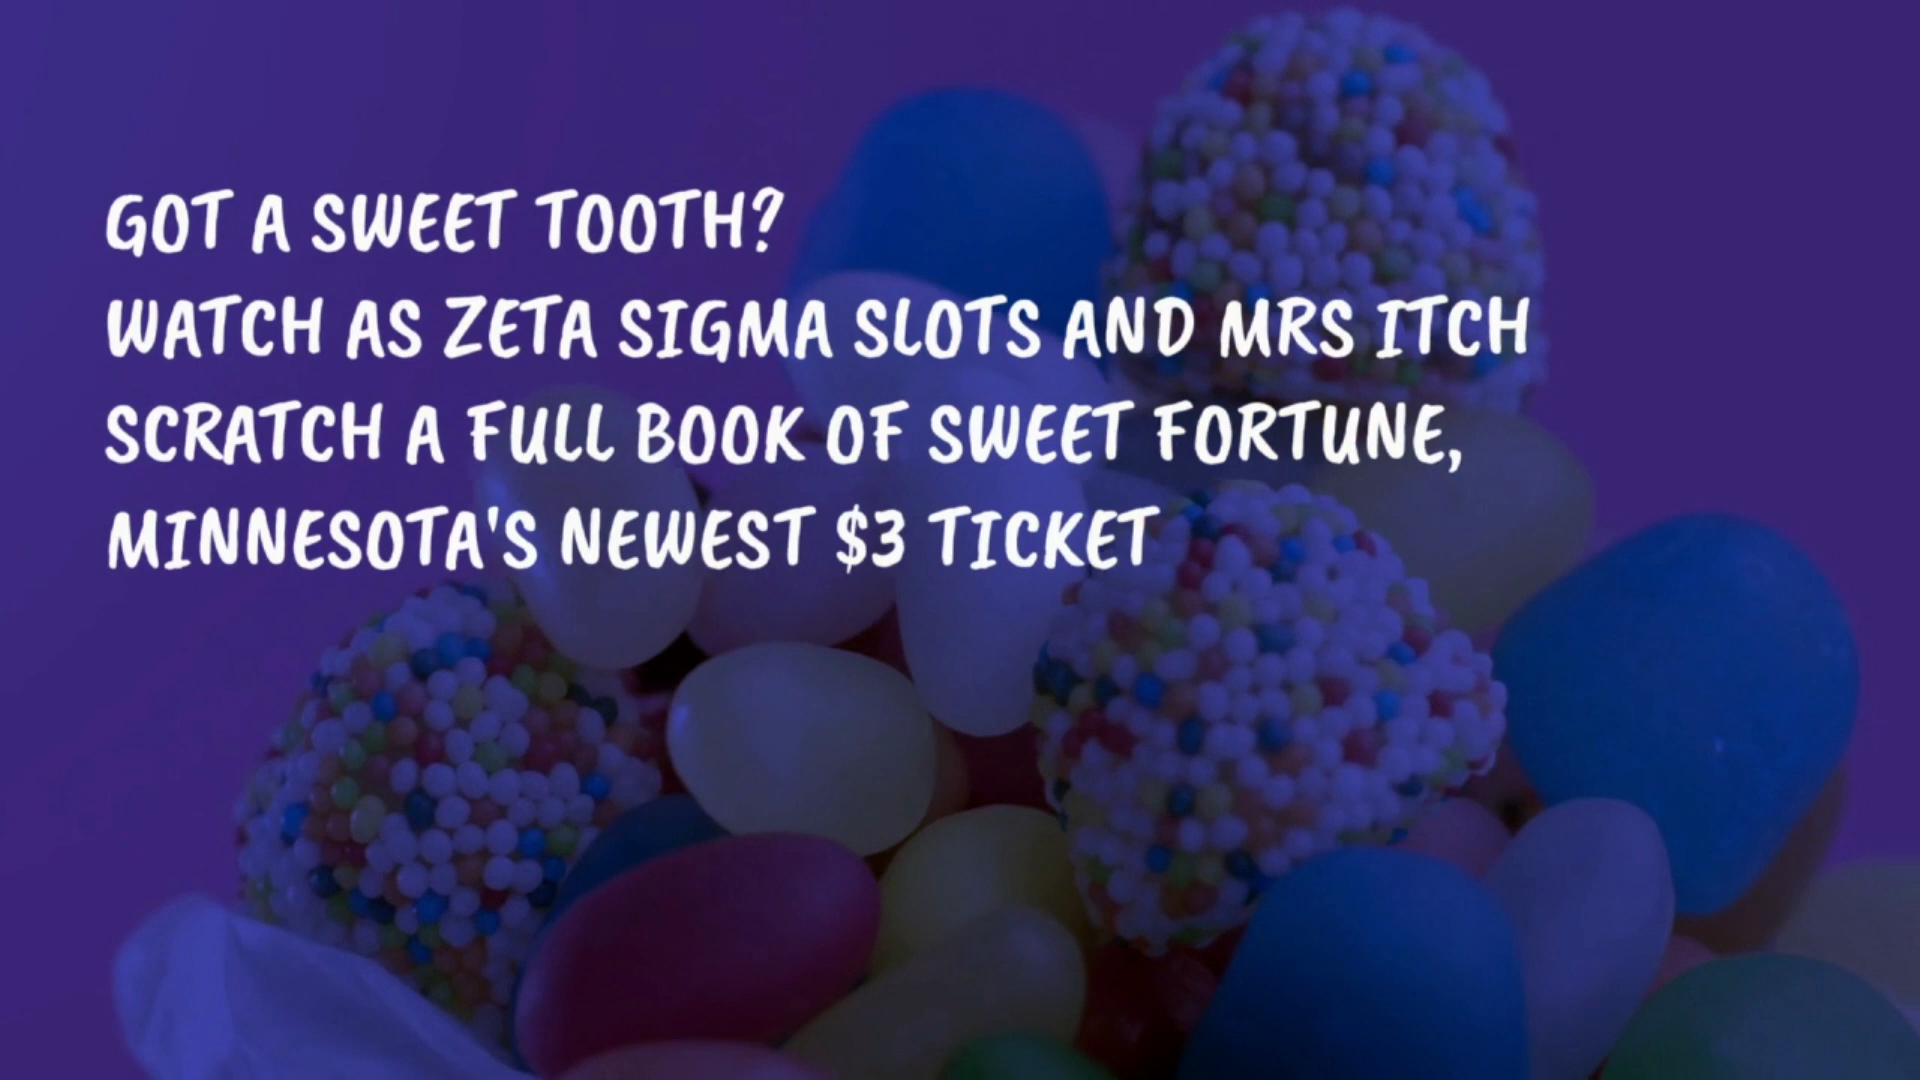 GOT A SWEET TOOTH?
WATCH AS ZETA SIGMA SLOTS AND MRS ITCH
SCRATCH A FULL BOOK OF SWEET FORTUNE,
MINNESOTA'S NEWEST $3 TICKET